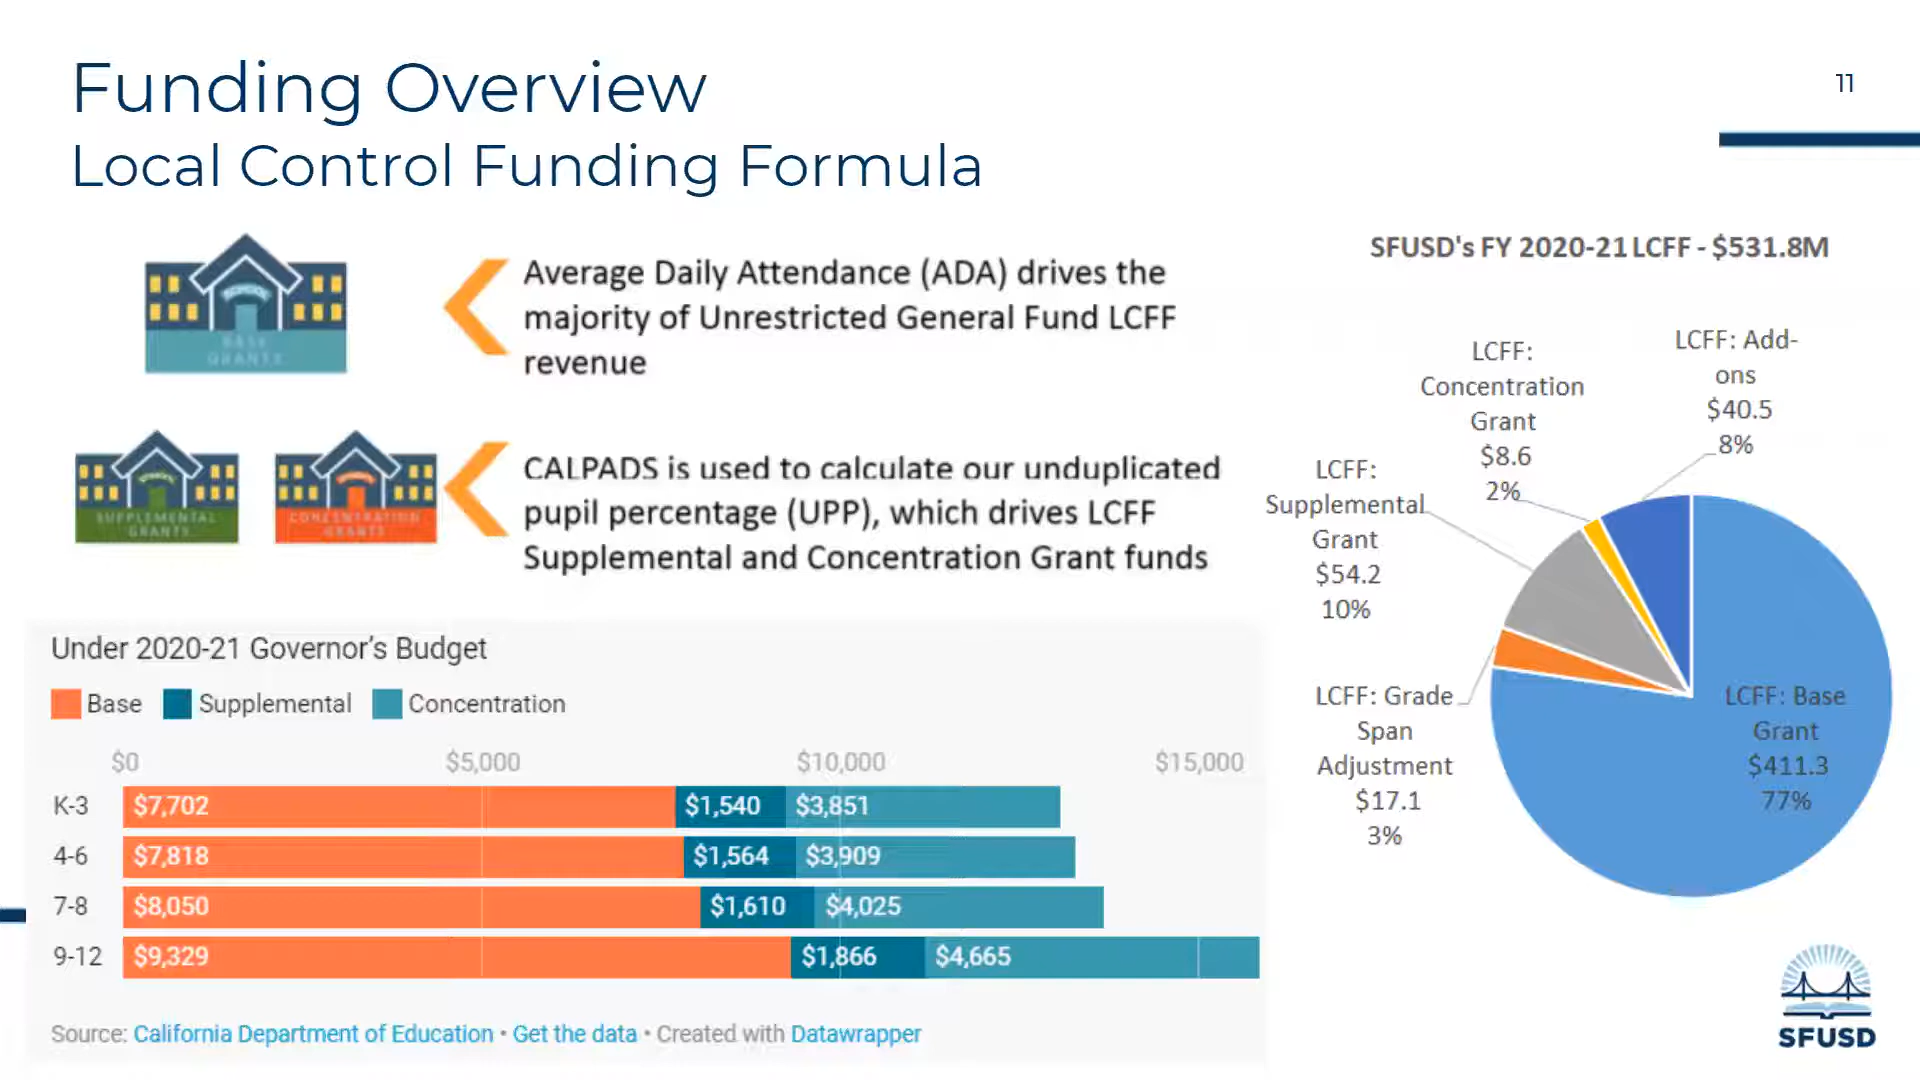 Funding Overview
Local Control Funding Formula
11
SCHOOL
BASE
GRANTS
Average Daily Attendance (ADA) drives the
majority of Unrestricted General Fund LCFF
revenue
SUPPLEMENTAL
GRANTS
CONCENTRATION
GRANTS
CALPADS is used to calculate our unduplicated
pupil percentage (UPP), which drives LCFF
Supplemental and Concentration Grant funds
SFUSD's FY 2020-21 LCFF - $531.8M
LCFF:
Concentration
Grant
$8.6
2%
LCFF: Add-
ons
$40.5
8%
LCFF:
Supplemental
Grant
$54.2
10%
LCFF: Grade
Span
Adjustment
$17.1
3%
LCFF: Base
Grant
$411.3
77%
Under 2020-21 Governor’s Budget
Base Supplemental Concentration
$0 $5,000 $10,000 $15,000
K-3 $7,702 $1,540 $3,851
4-6 $7,818 $1,564 $3,909
7-8 $8,050 $1,610 $4,025
9-12 $9,329 $1,866 $4,665
Source: California Department of Education • Get the data • Created with Datawrapper
SFUSD